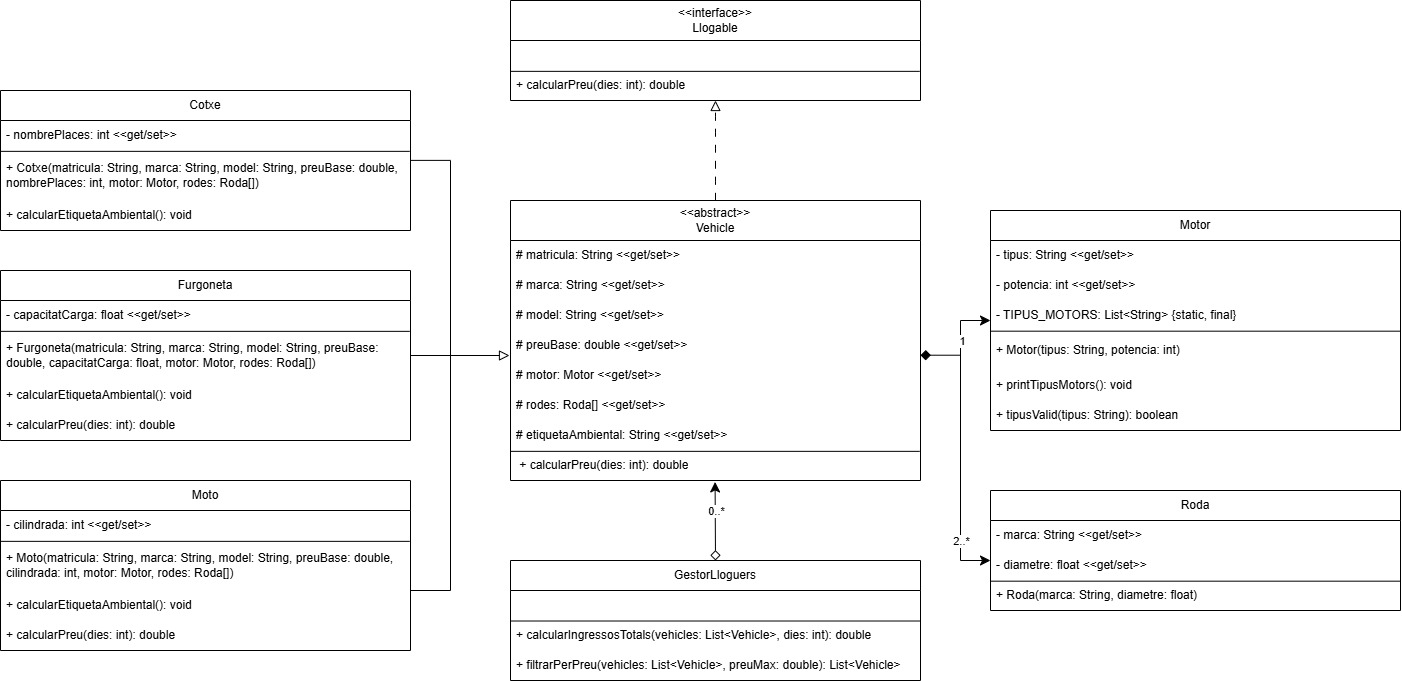 <<interface>>
Llogable
+ calcularPreu(dies: int): double
Cotxe
- nombrePlaces: int <<get/set>>
+ Cotxe(matricula: String, marca: String, model: String, preuBase: double,
nombrePlaces: int, motor: Motor, rodes: Roda[])
+ calcularEtiquetaAmbiental(): void
Furgoneta
- capacitatCarga: float <<get/set>>
+ Furgoneta(matricula: String, marca: String, model: String, preuBase:
double, capacitatCarga: float, motor: Motor, rodes: Roda[])
+ calcularEtiquetaAmbiental(): void
+ calcularPreu(dies: int): double
Moto
- cilindrada: int <<get/set>>
+ Moto(matricula: String, marca: String, model: String, preuBase: double,
cilindrada: int, motor: Motor, rodes: Roda[])
+ calcularEtiquetaAmbiental(): void
+ calcularPreu(dies: int): double
<<abstract>>
Vehicle
# matricula: String <<get/set>>
# marca: String <<get/set>>
# model: String <<get/set>>
# preuBase: double <<get/set>>
# motor: Motor <<get/set>>
# rodes: Roda[] <<get/set>>
# etiquetaAmbiental: String <<get/set>>
+ calcularPreu(dies: int): double
0..*
GestorLloguers
+ calcularIngressosTotals(vehicles: List<Vehicle>, dies: int): double
+ filtrarPerPreu(vehicles: List<Vehicle>, preuMax: double): List<Vehicle>
1
2..*
Motor
- tipus: String <<get/set>>
- potencia: int <<get/set>>
- TIPUS_MOTORS: List<String> {static, final}
+ Motor(tipus: String, potencia: int)
+ printTipusMotors(): void
+ tipusValid(tipus: String): boolean
Roda
- marca: String <<get/set>>
- diametre: float <<get/set>>
+ Roda(marca: String, diametre: float)